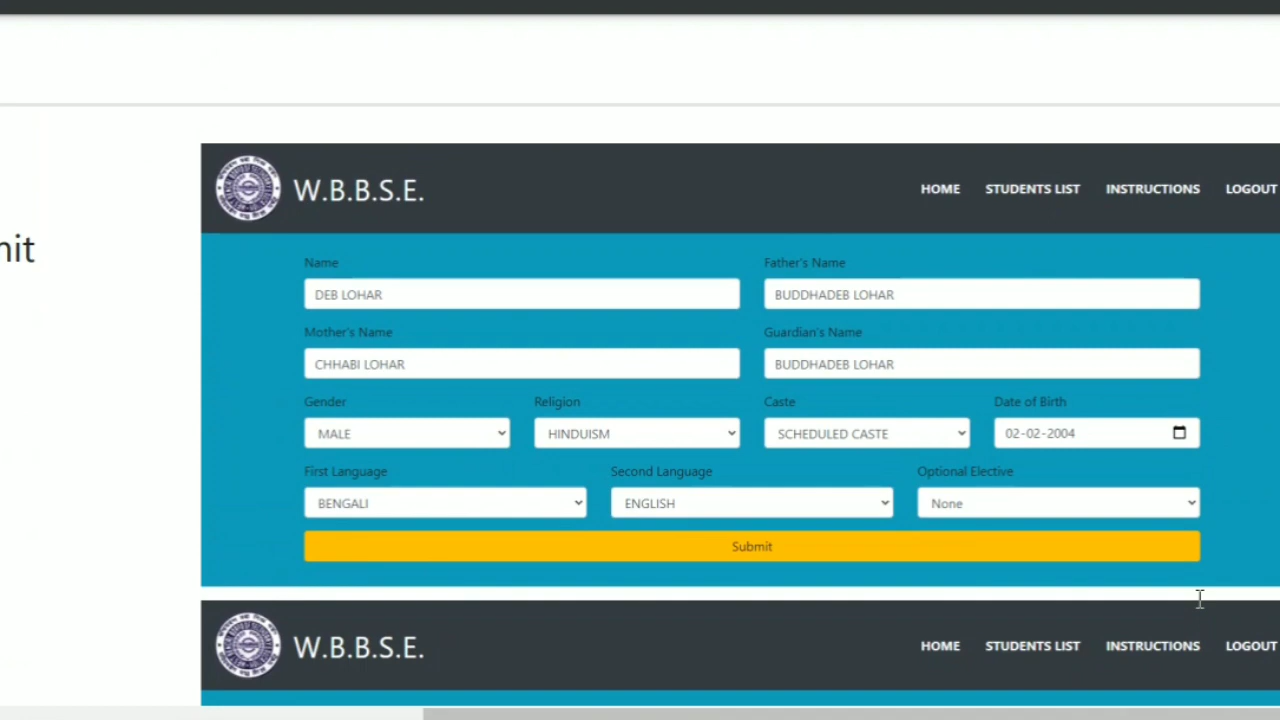 W.B.B.S.E. HOME STUDENTS LIST INSTRUCTIONS LOGOUT
mit
Name Father's Name
DEB LOHAR BUDDHADEB LOHAR
Mother's Name Guardian's Name
CHHABI LOHAR BUDDHADEB LOHAR
Gender Religion Caste Date of Birth
MALE HINDUISM SCHEDULED CASTE 02-02-2004
First Language Second Language Optional Elective
BENGALI ENGLISH None
Submit
W.B.B.S.E. HOME STUDENTS LIST INSTRUCTIONS LOGOUT